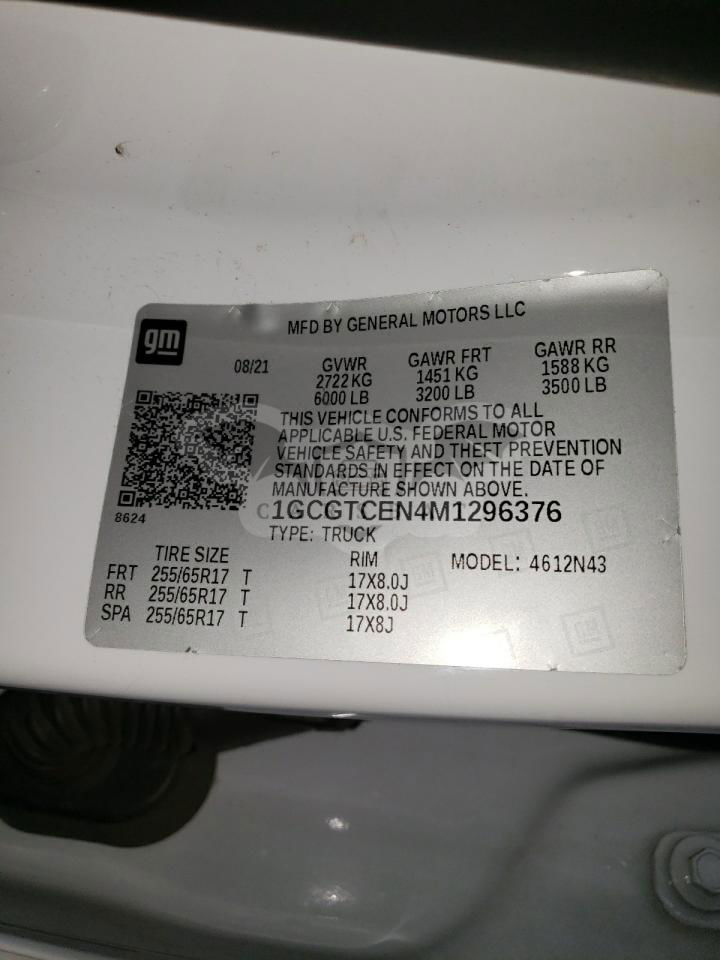 gm
MFD BY GENERAL MOTORS LLC
08/21
GVWR GAWR FRT GAWR RR
2722 KG 1451 KG 1588 KG
6000 LB 3200 LB 3500 LB
THIS VEHICLE CONFORMS TO ALL
APPLICABLE U.S. FEDERAL MOTOR
VEHICLE SAFETY AND THEFT PREVENTION
STANDARDS IN EFFECT ON THE DATE OF
MANUFACTURE SHOWN ABOVE.
8624
C1GCGTCEN4M1296376
TYPE: TRUCK
TIRE SIZE RIM MODEL: 4612N43
FRT 255/65R17 T 17X8.0J
RR 255/65R17 T 17X8.0J
SPA 255/65R17 T 17X8J